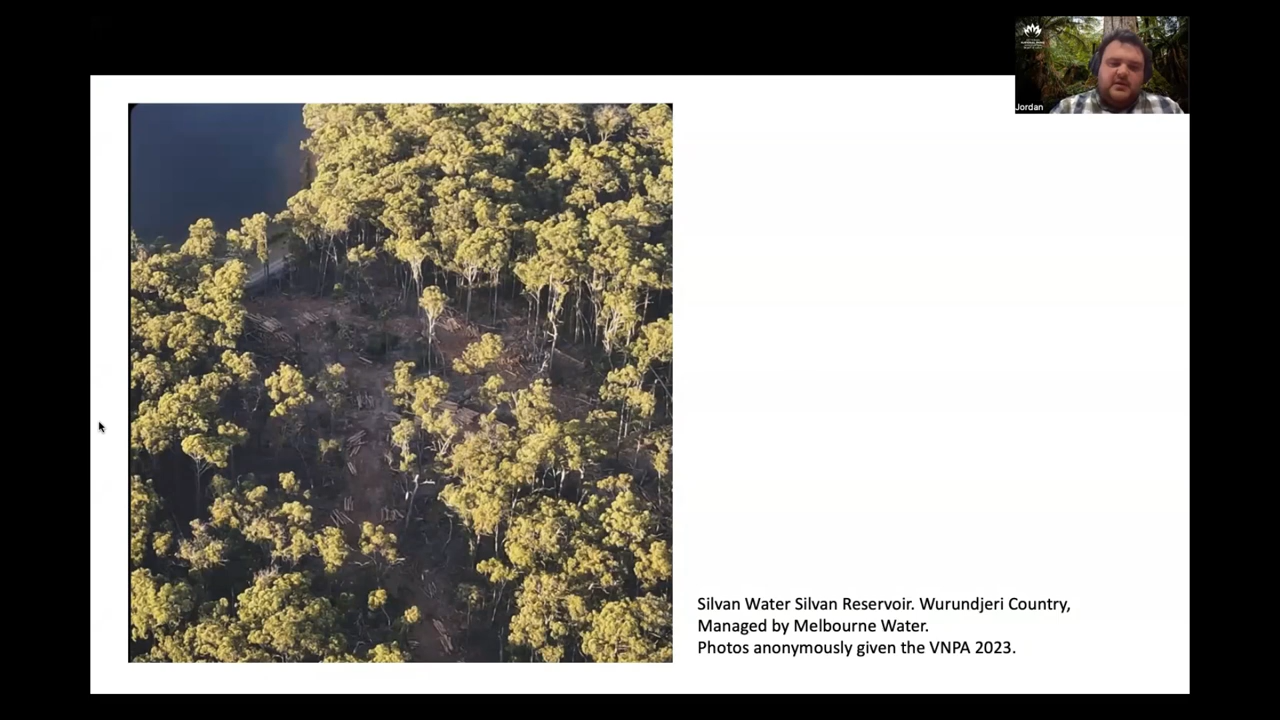 Jordan
Silvan Water Silvan Reservoir. Wurundjeri Country,
Managed by Melbourne Water.
Photos anonymously given the VNPA 2023.